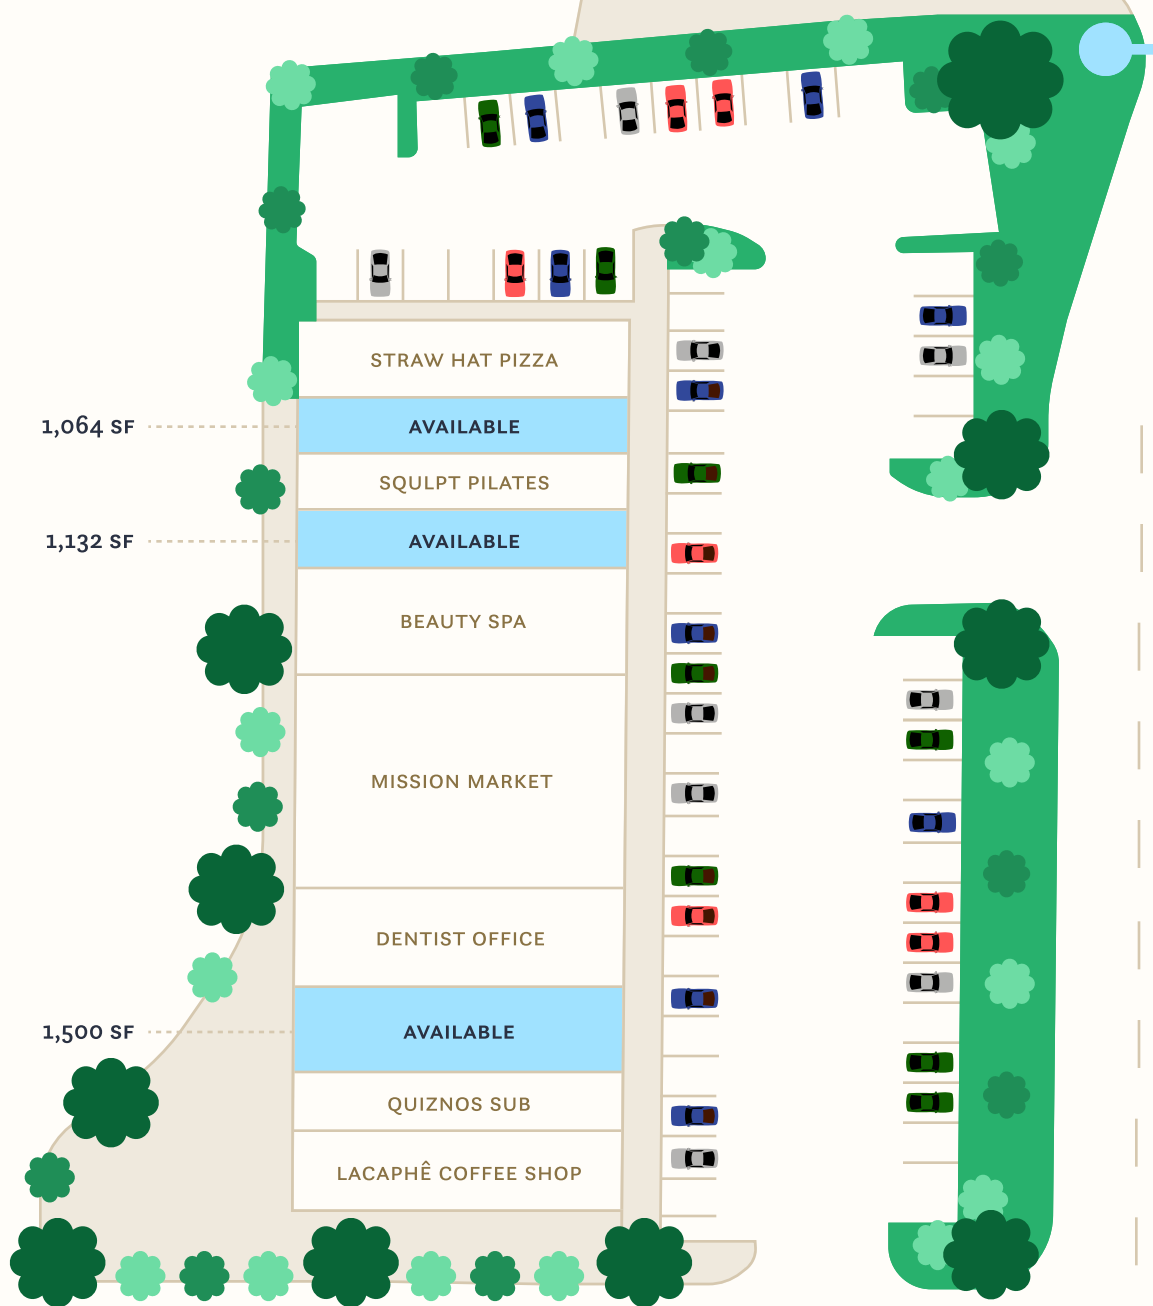 STRAW HAT PIZZA
1,064 SF
AVAILABLE
SQULPT PILATES
1,132 SF
AVAILABLE
BEAUTY SPA
MISSION MARKET
DENTIST OFFICE
1,500 SF
AVAILABLE
QUIZNOS SUB
LACAPHÊ COFFEE SHOP